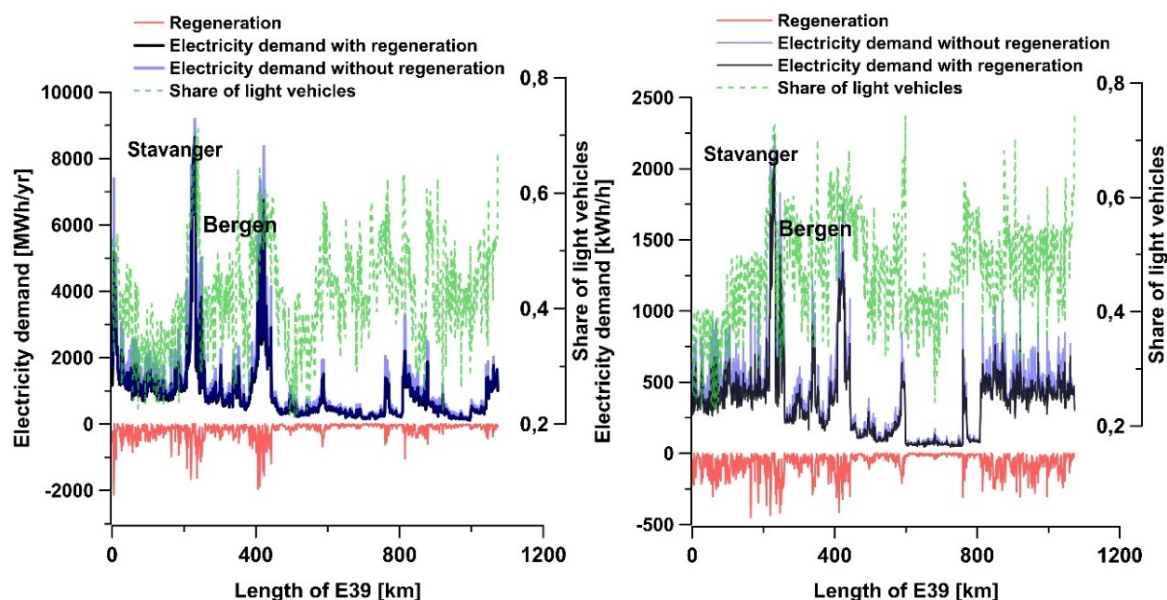 Regeneration
Electricity demand with regeneration
Electricity demand without regeneration
Share of light vehicles
10000
8000
6000
4000
2000
0
-2000
Electricity demand [MWh/yr]
Stavanger
Bergen
0,8
0,6
0,4
0,2
Share of light vehicles
0
400
800
1200
Length of E39 [km]
Regeneration
Electricity demand without regeneration
Electricity demand with regeneration
Share of light vehicles
2500
2000
1500
1000
500
0
-500
Electricity demand [kWh/h]
Stavanger
Bergen
0,8
0,6
0,4
0,2
Share of light vehicles
0
400
800
1200
Length of E39 [km]